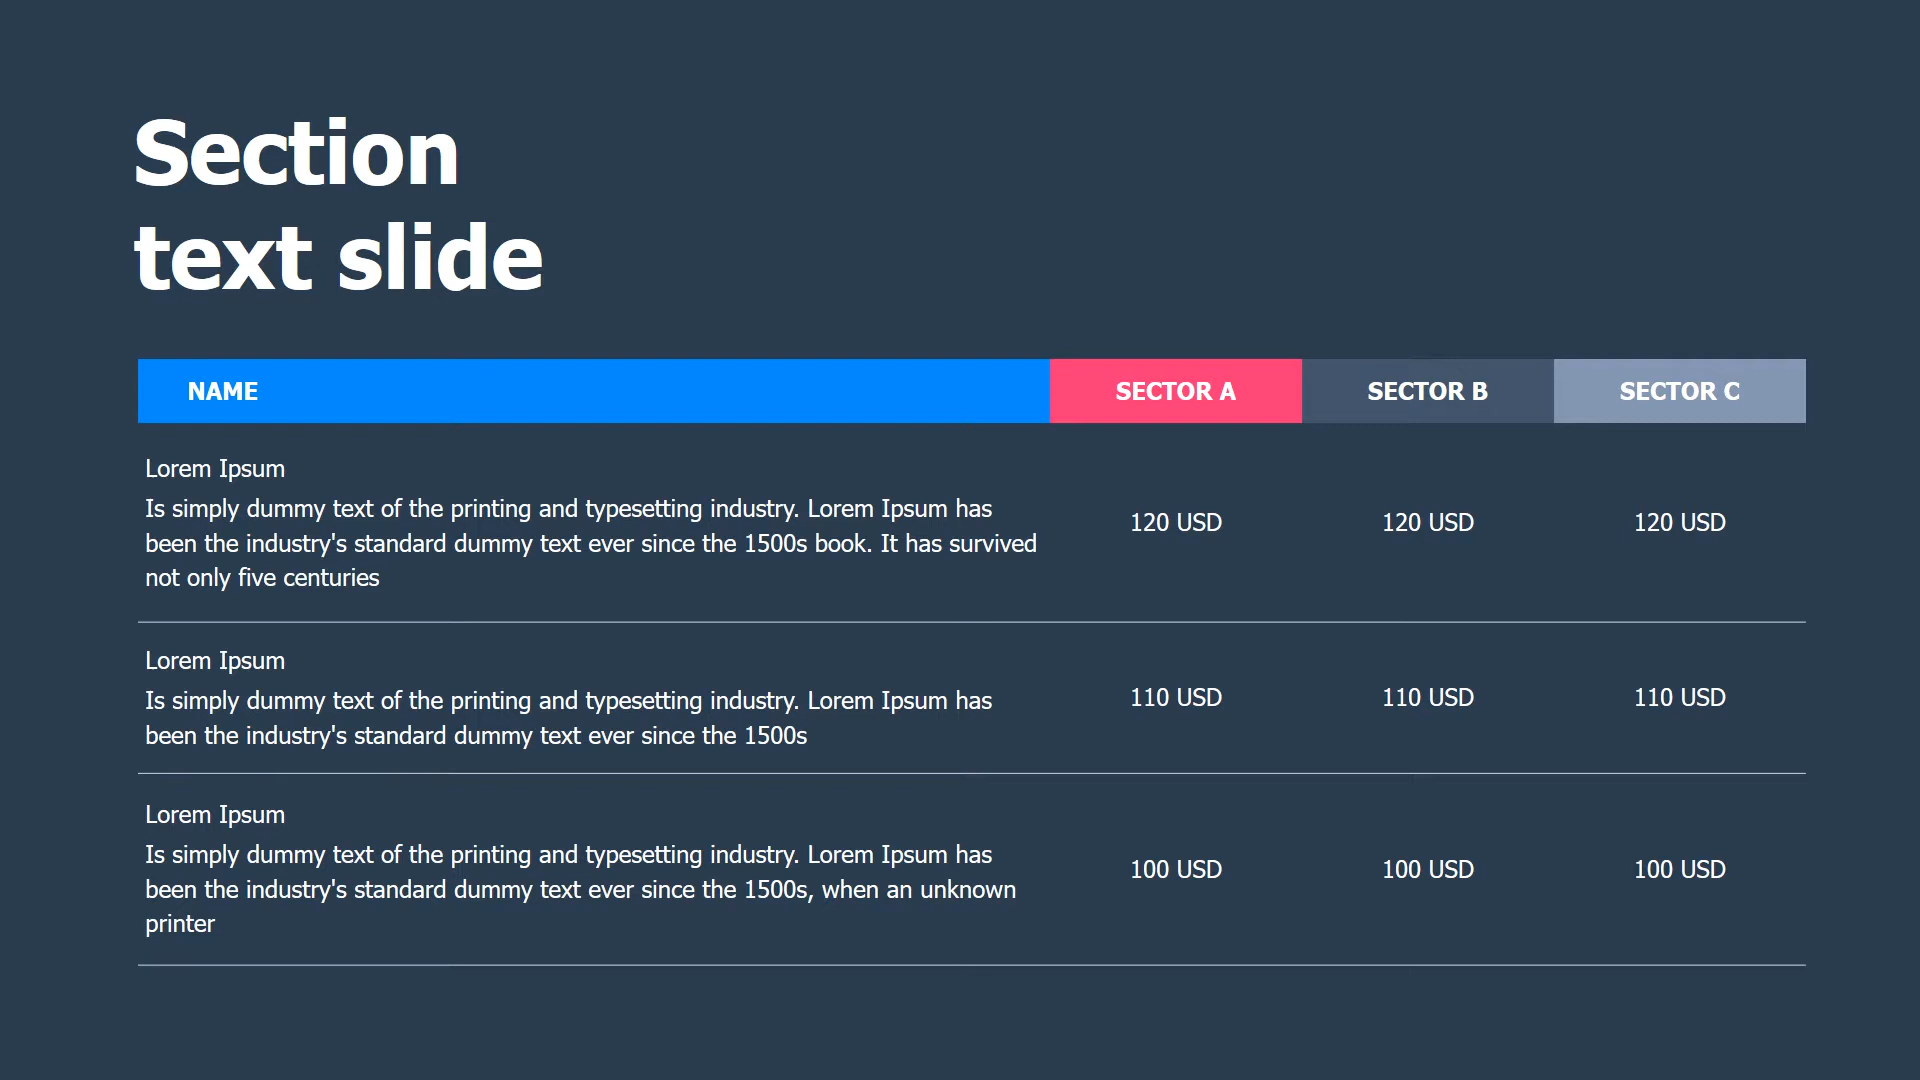 Section
text slide
NAME SECTOR A SECTOR B SECTOR C
Lorem Ipsum
Is simply dummy text of the printing and typesetting industry. Lorem Ipsum has
been the industry's standard dummy text ever since the 1500s book. It has survived
not only five centuries
120 USD 120 USD 120 USD
Lorem Ipsum
Is simply dummy text of the printing and typesetting industry. Lorem Ipsum has
been the industry's standard dummy text ever since the 1500s
110 USD 110 USD 110 USD
Lorem Ipsum
Is simply dummy text of the printing and typesetting industry. Lorem Ipsum has
been the industry's standard dummy text ever since the 1500s, when an unknown
printer
100 USD 100 USD 100 USD